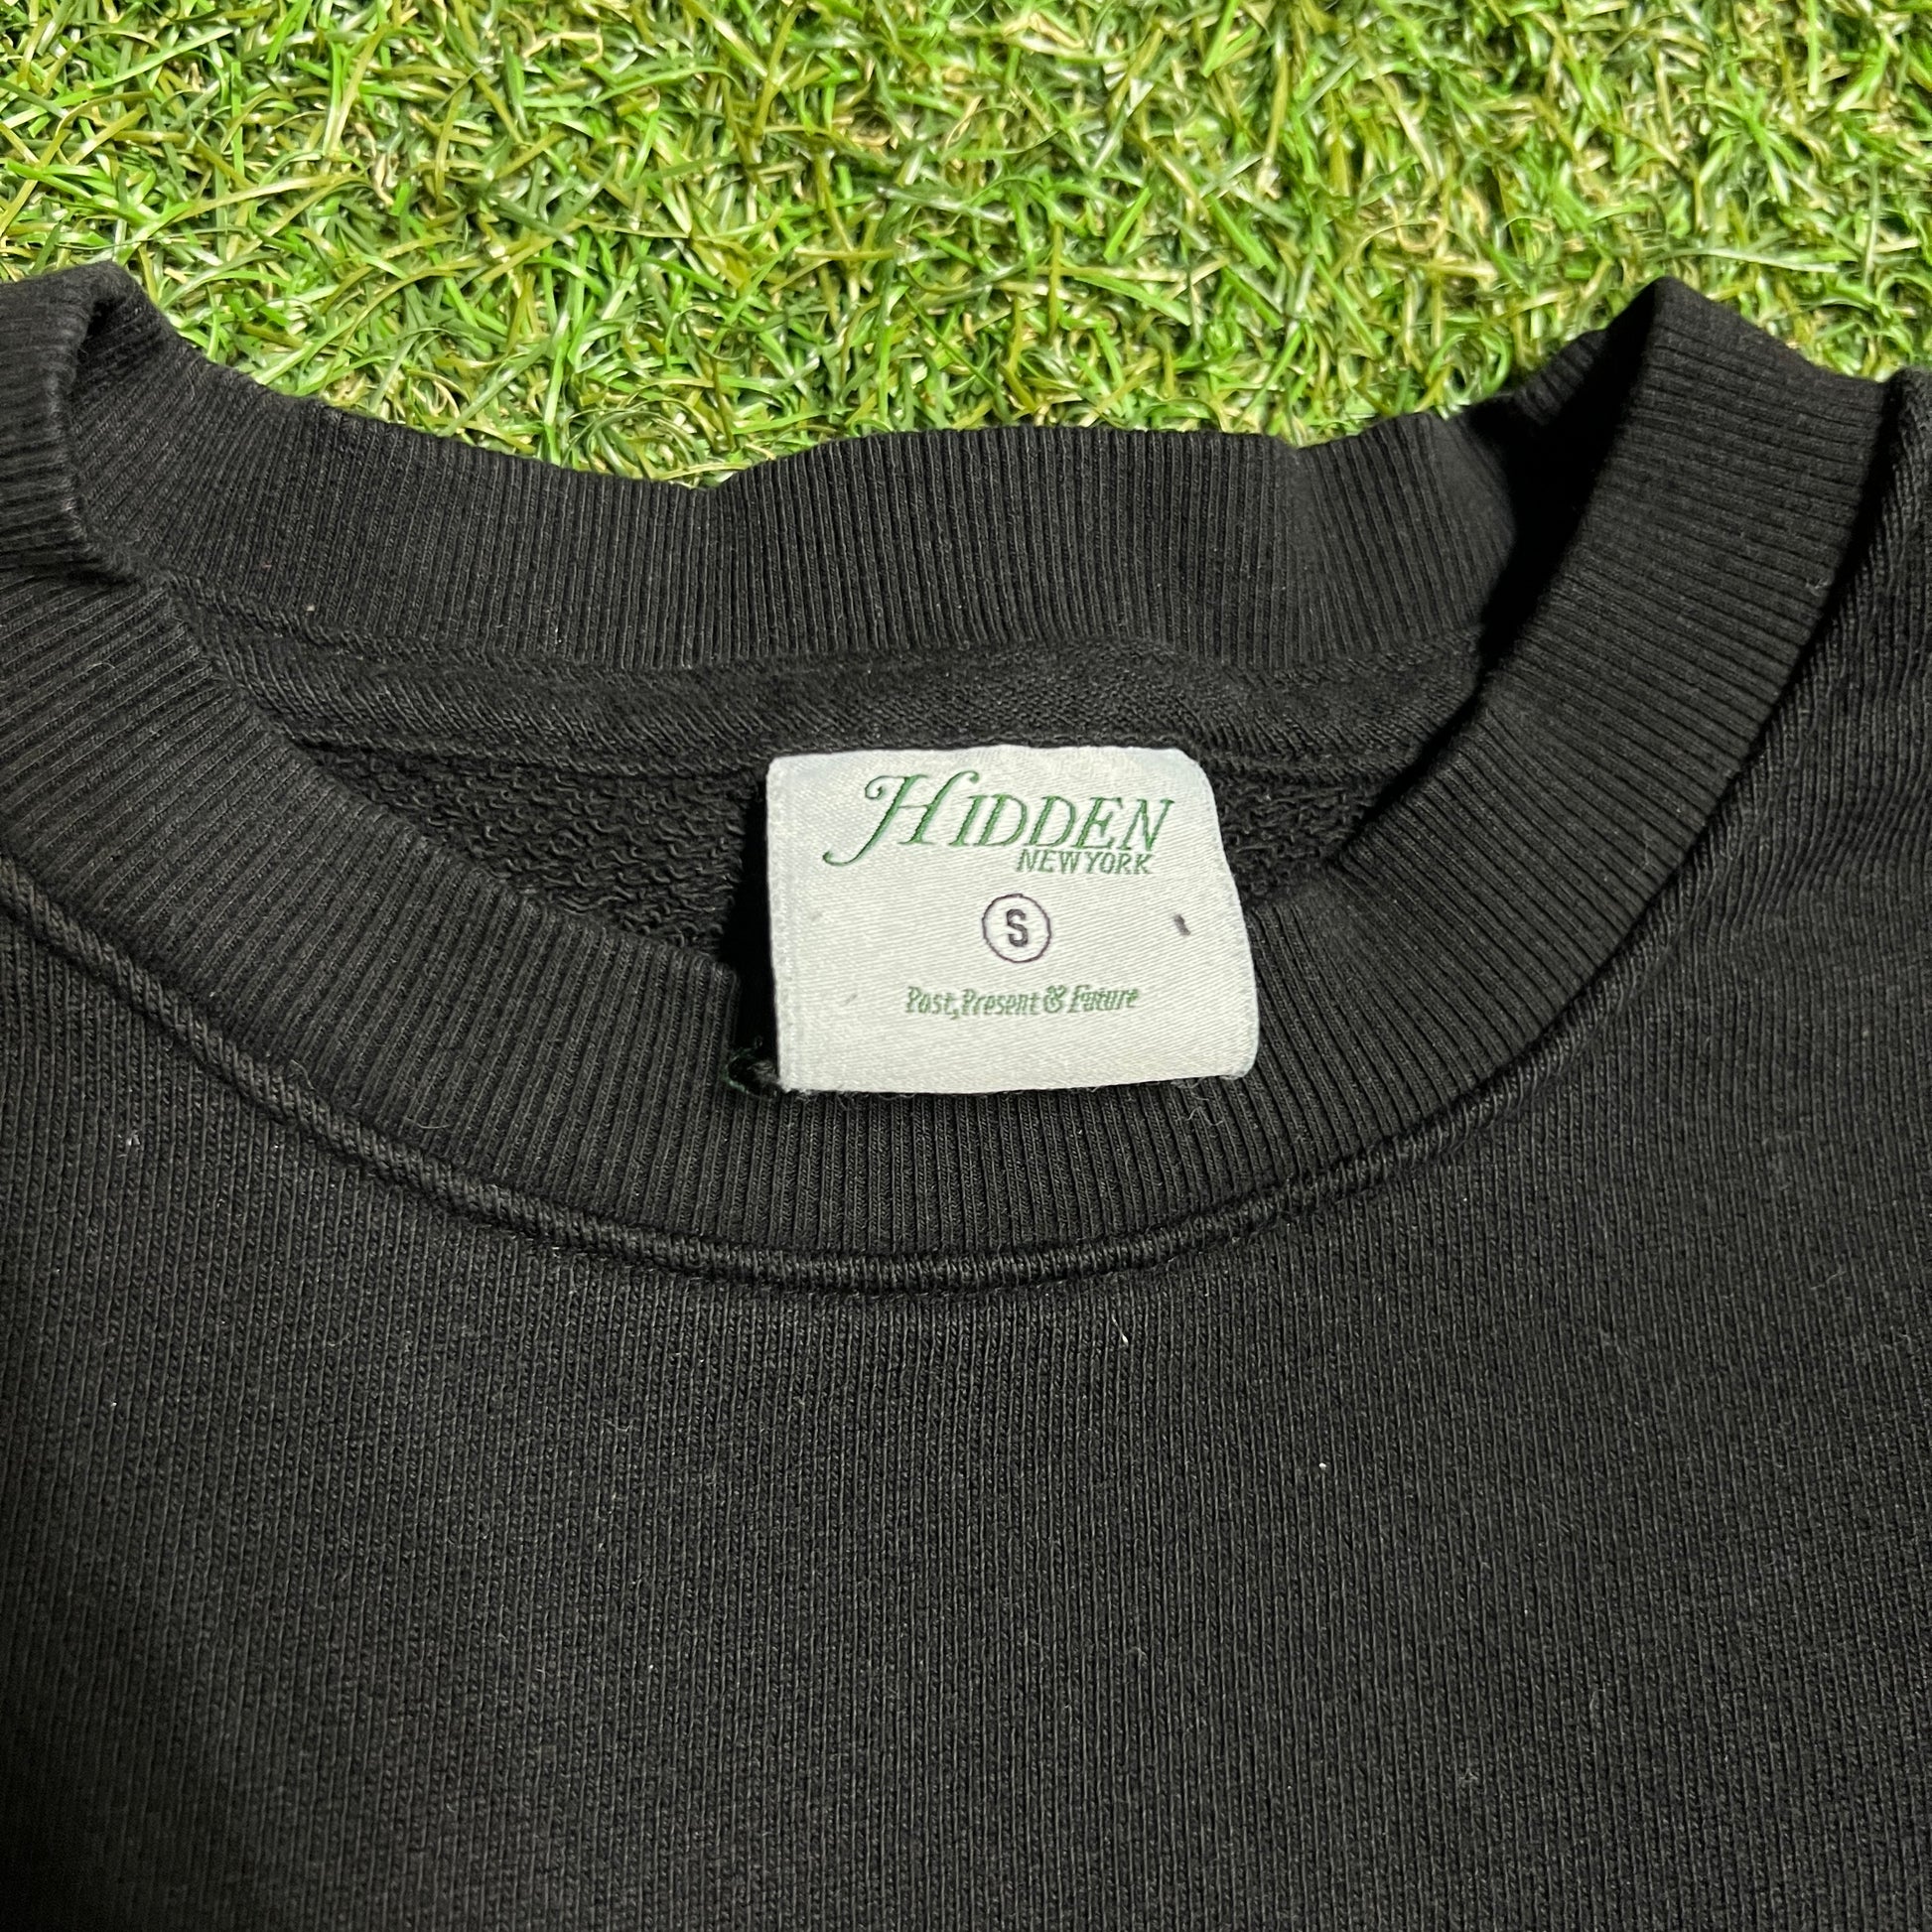 HIDDEN
NEW YORK
S
Past, Present & Future